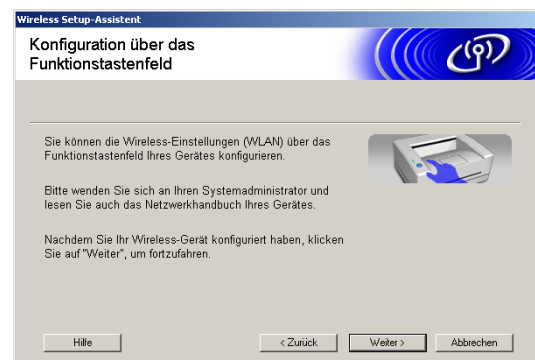 Wireless Setup-Assistent
Konfiguration über das
Funktionstastenfeld
Sie können die Wireless-Einstellungen (WLAN) über das
Funktionstastenfeld Ihres Gerätes konfigurieren.
Bitte wenden Sie sich an Ihren Systemadministrator und
lesen Sie auch das Netzwerkhandbuch Ihres Gerätes.
Nachdem Sie Ihr Wireless-Gerät konfiguriert haben, klicken
Sie auf "Weiter", um fortzufahren.
Hilfe
< Zurück
Weiter >
Abbrechen